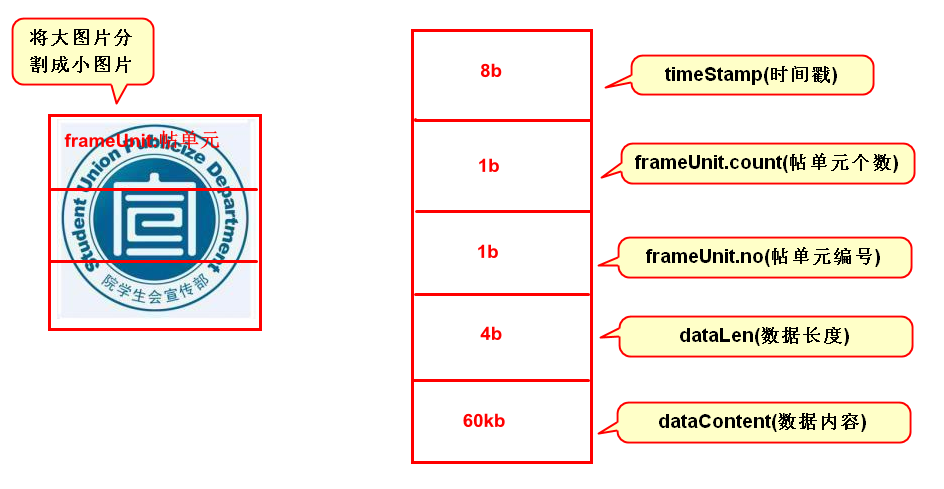 将大图片分
割成小图片
frameUnit 帖单元
Student Union Publicize Department
院学生会宣传部
8b
timeStamp(时间戳)
1b
frameUnit.count(帖单元个数)
1b
frameUnit.no(帖单元编号)
4b
dataLen(数据长度)
60kb
dataContent(数据内容)